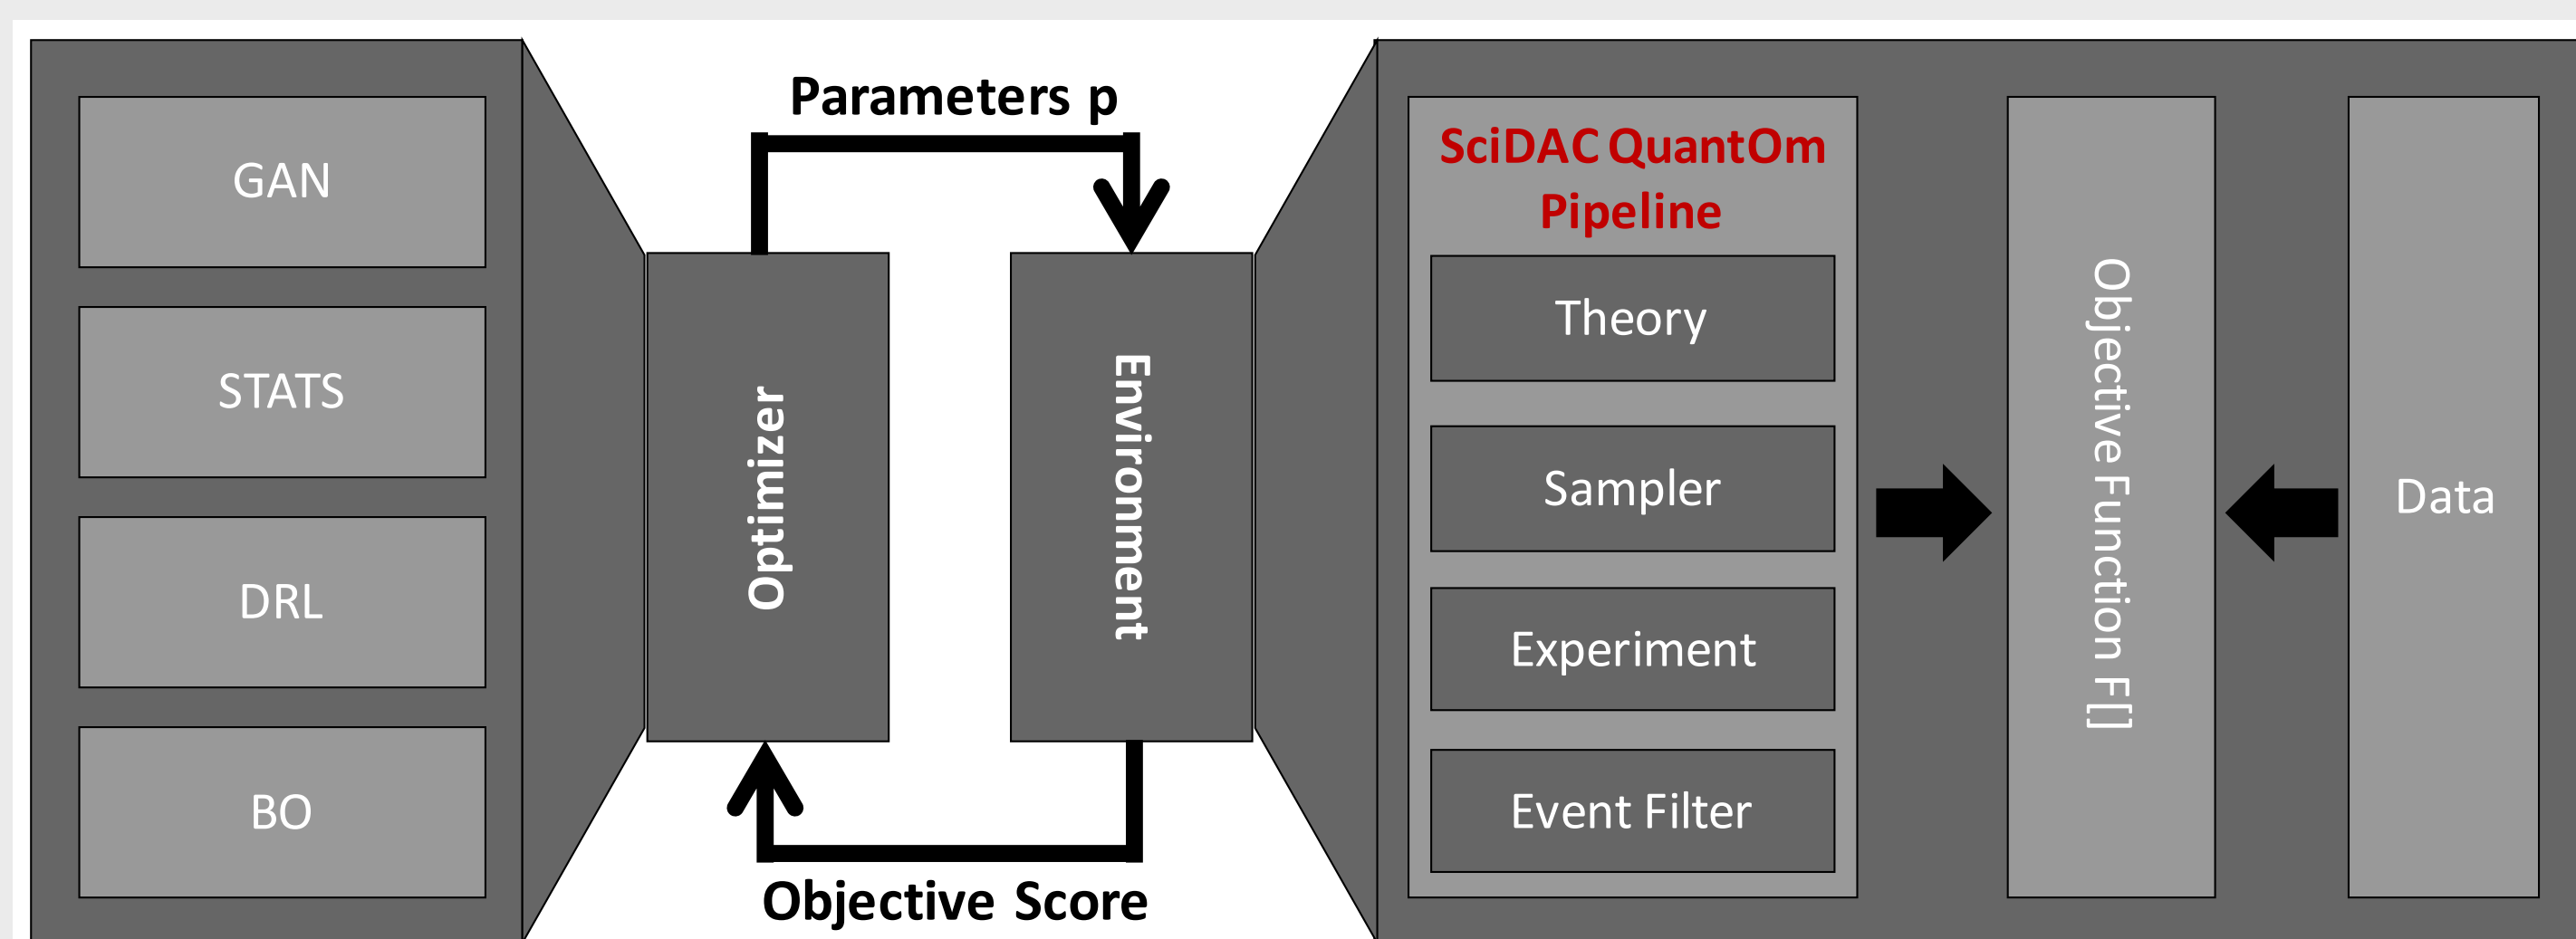 GAN
STATS
DRL
BO
Parameters p
Optimizer
Environment
Objective Score
SciDAC QuantOm
Pipeline
Theory
Sampler
Experiment
Event Filter
Objective Function F[]
Data